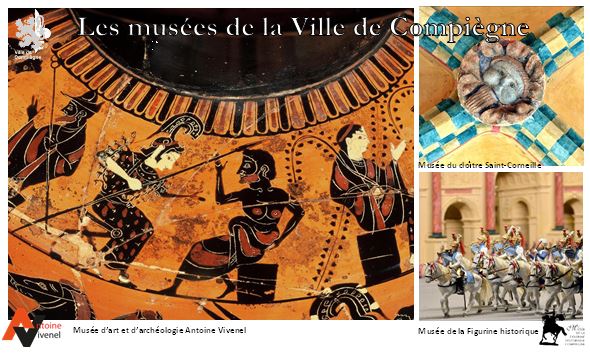 Les musées de la Ville de Compiègne
Ville de
Compiègne
Musée du cloître Saint-Corneille
Antoine
Vivenel
Musée d'art et d'archéologie Antoine Vivenel
Musée de la Figurine historique